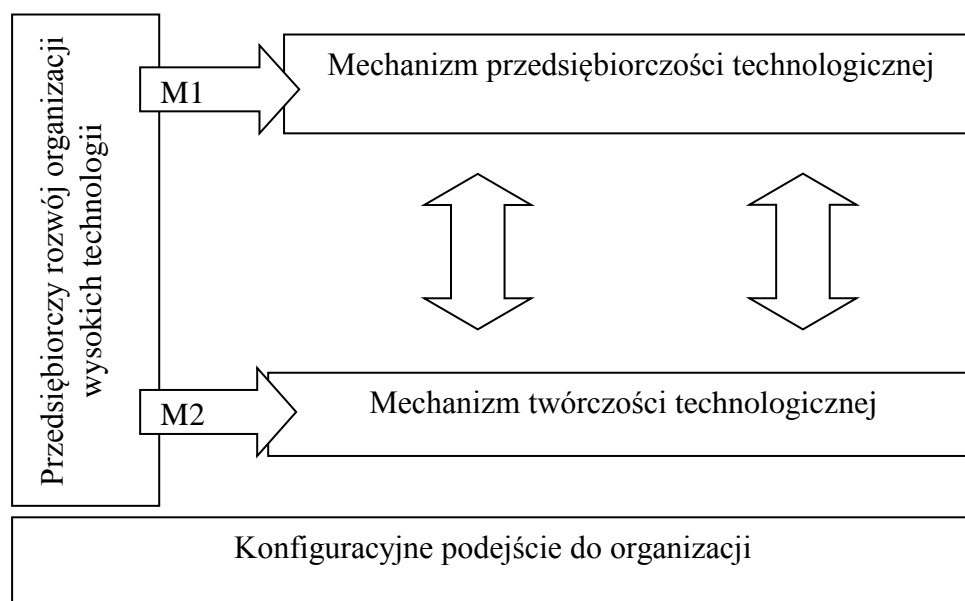 Przedsiębiorczy rozwój organizacji
wysokich technologii
M1
Mechanizm przedsiębiorczości technologicznej
M2
Mechanizm twórczości technologicznej
Konfiguracyjne podejście do organizacji